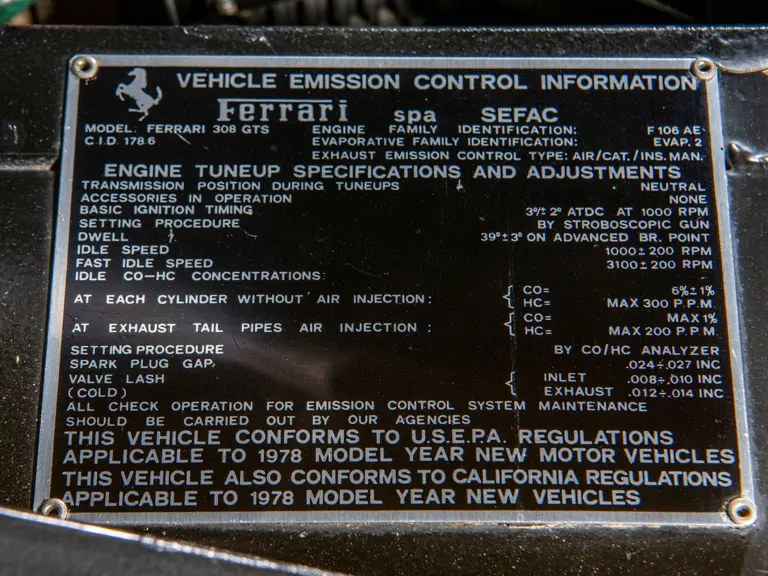 VEHICLE EMISSION CONTROL INFORMATION
Ferrari spa SEFAC
MODEL: FERRARI 308 GTS ENGINE FAMILY IDENTIFICATION: F 106 AE
C.I.D. 178.6 EVAPORATIVE FAMILY IDENTIFICATION: EVAP. 2
EXHAUST EMISSION CONTROL TYPE: AIR/CAT./INS. MAN.
ENGINE TUNEUP SPECIFICATIONS AND ADJUSTMENTS
TRANSMISSION POSITION DURING TUNEUPS NEUTRAL
ACCESSORIES IN OPERATION NONE
BASIC IGNITION TIMING 3°± 2° ATDC AT 1000 RPM
SETTING PROCEDURE BY STROBOSCOPIC GUN
DWELL 39°± 3° ON ADVANCED BR. POINT
IDLE SPEED 1000 ± 200 RPM
FAST IDLE SPEED 3100 ± 200 RPM
IDLE CO-HC CONCENTRATIONS:
AT EACH CYLINDER WITHOUT AIR INJECTION: { CO= 6% ± 1%
HC= MAX 300 P.P.M.
AT EXHAUST TAIL PIPES AIR INJECTION : { CO= MAX 1%
HC= MAX 200 P.P.M.
SETTING PROCEDURE BY CO/HC ANALYZER
SPARK PLUG GAP .024÷.027 INC
VALVE LASH { INLET .008÷.010 INC
(COLD) EXHAUST .012÷.014 INC
ALL CHECK OPERATION FOR EMISSION CONTROL SYSTEM MAINTENANCE
SHOULD BE CARRIED OUT BY OUR AGENCIES
THIS VEHICLE CONFORMS TO U.S.E.P.A. REGULATIONS
APPLICABLE TO 1978 MODEL YEAR NEW MOTOR VEHICLES
THIS VEHICLE ALSO CONFORMS TO CALIFORNIA REGULATIONS
APPLICABLE TO 1978 MODEL YEAR NEW VEHICLES